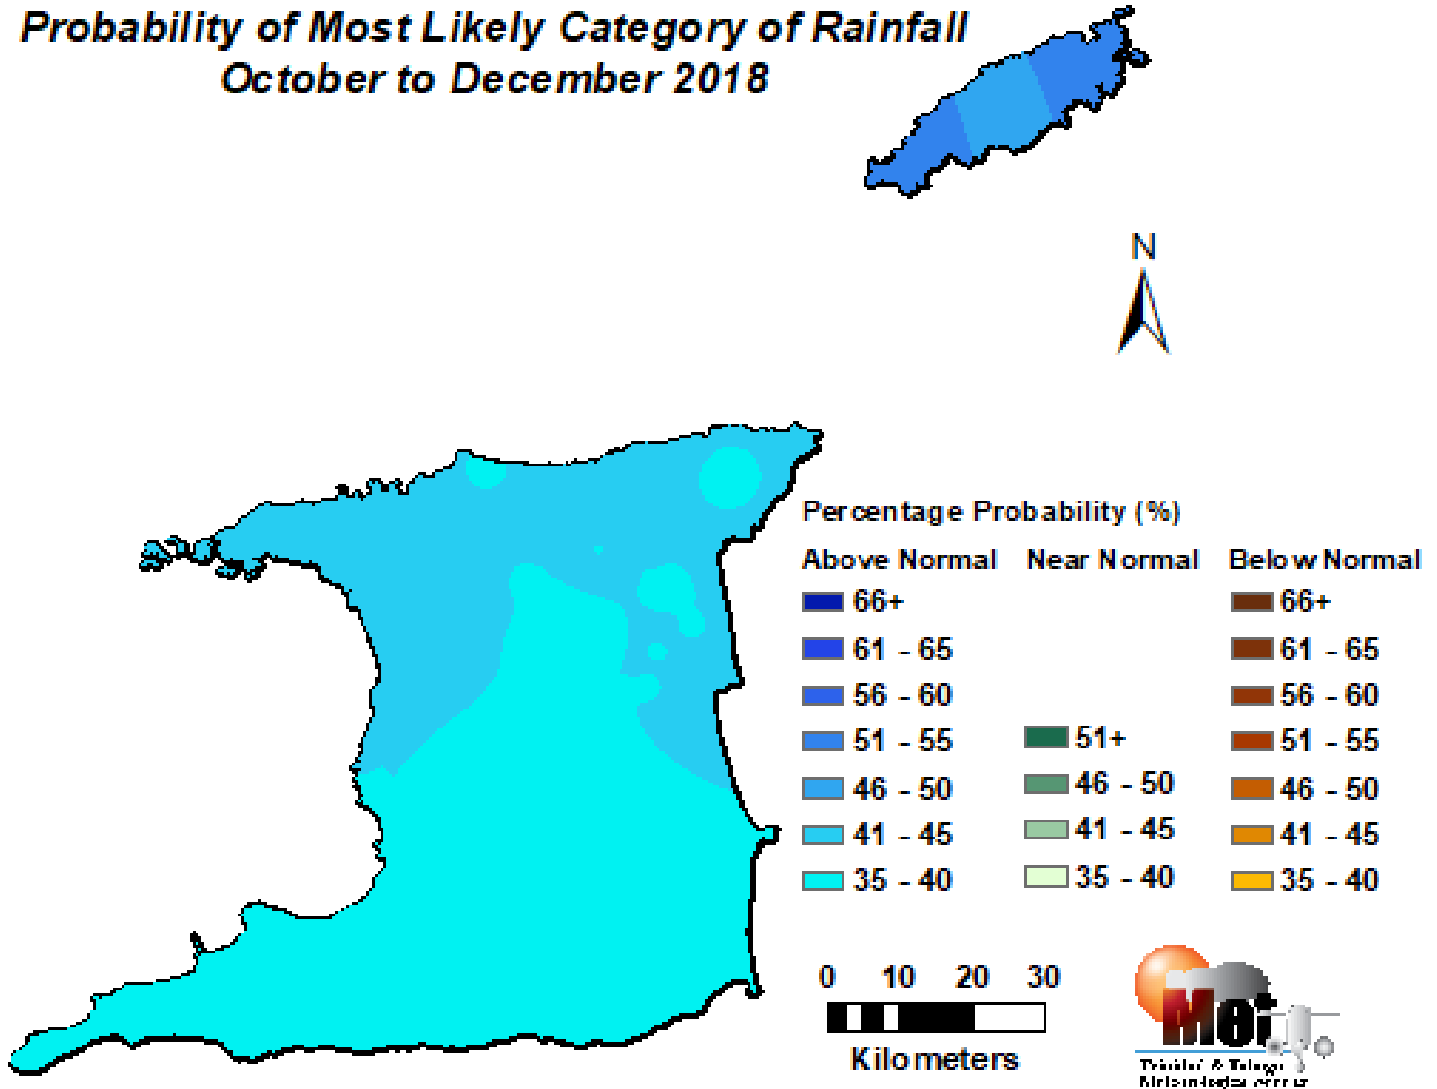 Probability of Most Likely Category of Rainfall
October to December 2018
N
Percentage Probability (%)
Above Normal Near Normal Below Normal
66+ 66+
61 - 65 61 - 65
56 - 60 56 - 60
51 - 55 51+ 51 - 55
46 - 50 46 - 50 46 - 50
41 - 45 41 - 45 41 - 45
35 - 40 35 - 40 35 - 40
0 10 20 30
Kilometers
Met
Trinidad & Tobago